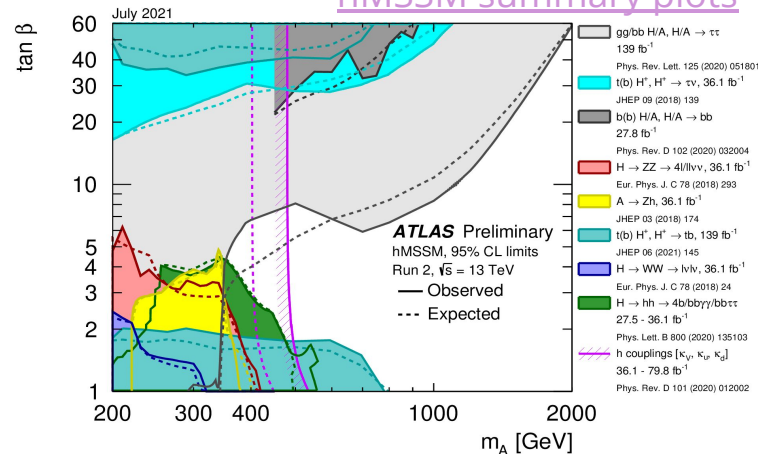 hMSSM summary plots
July 2021
tan β
60
40
30
20
10
5
4
3
2
1
200
300
400
1000
2000
m_A [GeV]
ATLAS Preliminary
hMSSM, 95% CL limits
Run 2, √s = 13 TeV
Observed
Expected
gg/bb H/A, H/A → ττ
139 fb⁻¹
Phys. Rev. Lett. 125 (2020) 051801
t(b) H⁺, H⁺ → τν, 36.1 fb⁻¹
JHEP 09 (2018) 139
b(b) H/A, H/A → bb
27.8 fb⁻¹
Phys. Rev. D 102 (2020) 032004
H → ZZ → 4l/llνν, 36.1 fb⁻¹
Eur. Phys. J. C 78 (2018) 293
A → Zh, 36.1 fb⁻¹
JHEP 03 (2018) 174
t(b) H⁺, H⁺ → tb, 139 fb⁻¹
JHEP 06 (2021) 145
H → WW → lνlν, 36.1 fb⁻¹
Eur. Phys. J. C 78 (2018) 24
H → hh → 4b/bbγγ/bbττ
27.5 - 36.1 fb⁻¹
Phys. Lett. B 800 (2020) 135103
h couplings [κ_V, κ_u, κ_d]
36.1 - 79.8 fb⁻¹
Phys. Rev. D 101 (2020) 012002